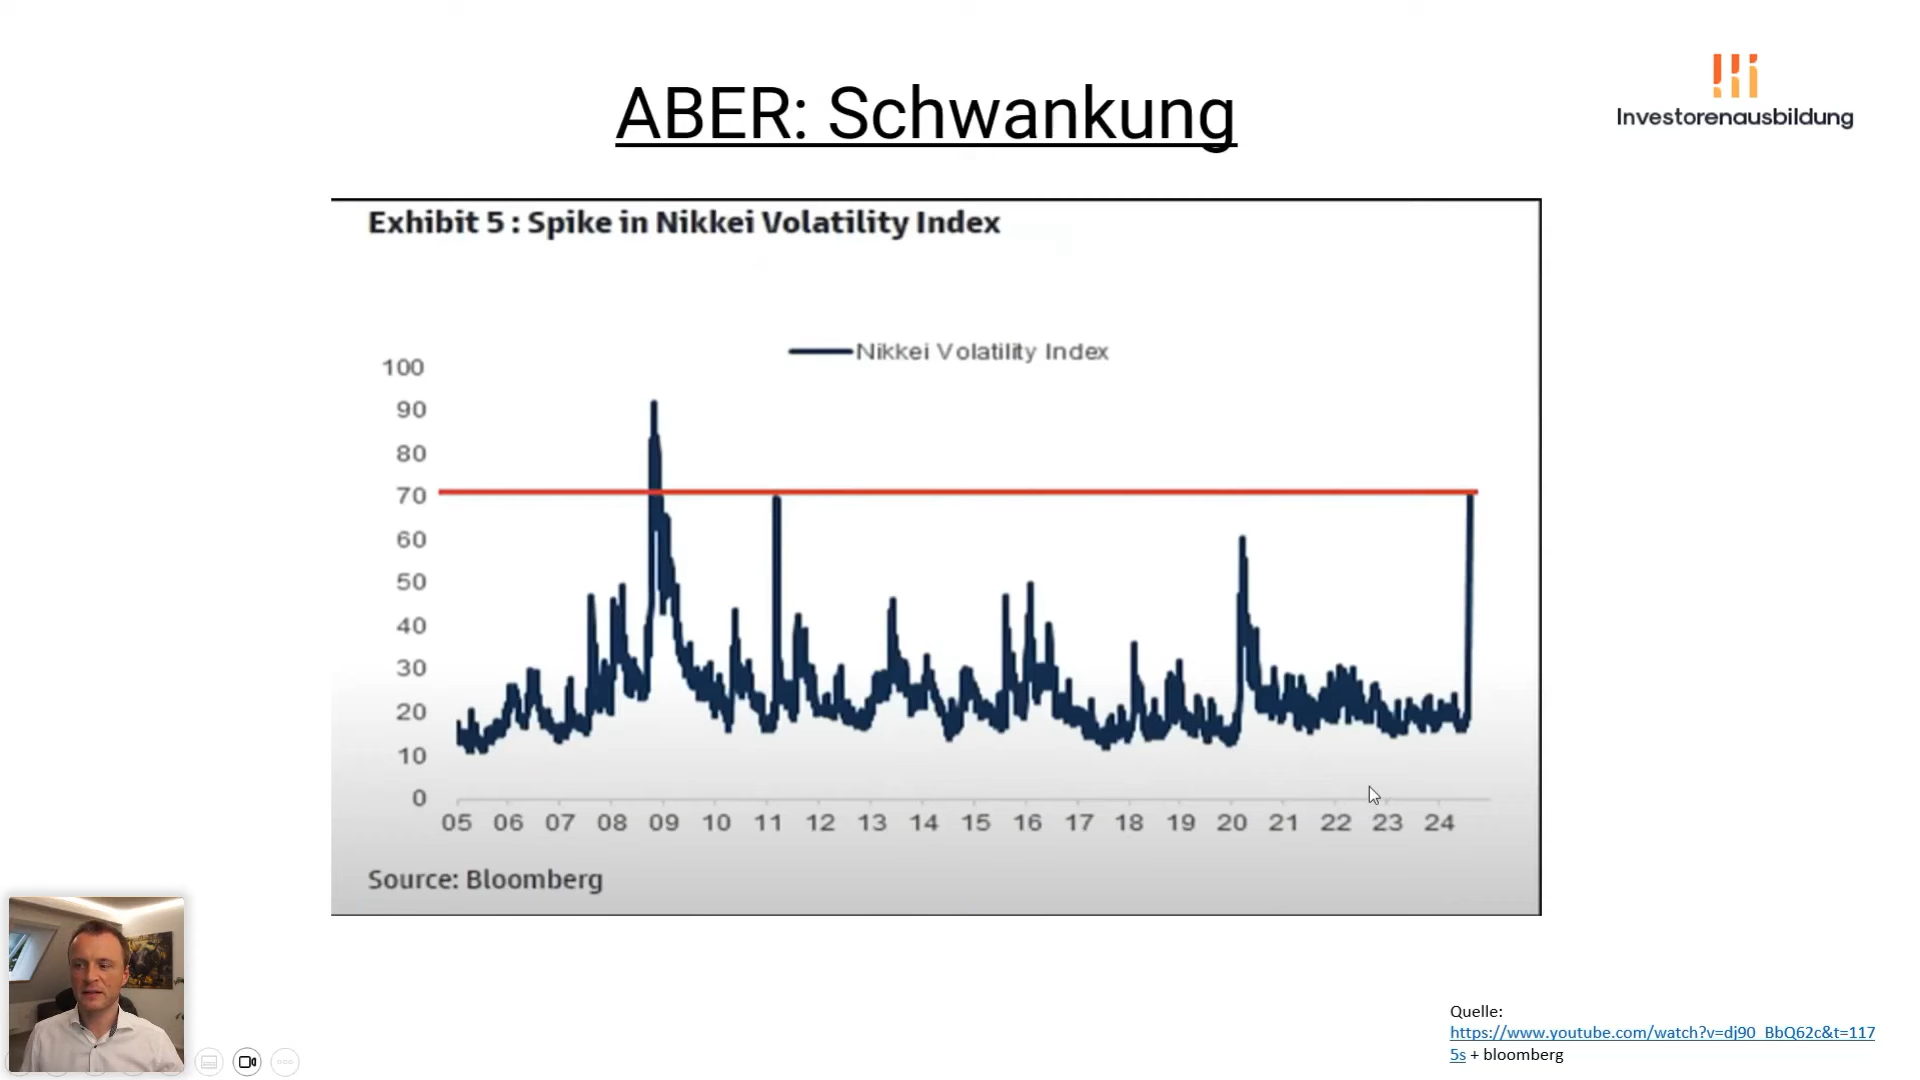 ABER: Schwankung
Investorenausbildung
Exhibit 5 : Spike in Nikkei Volatility Index
Nikkei Volatility Index
100
90
80
70
60
50
40
30
20
10
0
05 06 07 08 09 10 11 12 13 14 15 16 17 18 19 20 21 22 23 24
Source: Bloomberg
Quelle:
https://www.youtube.com/watch?v=dj90_BbQ62c&t=117
5s + bloomberg